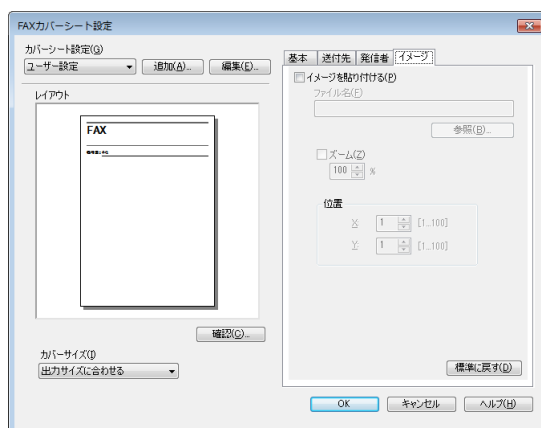 FAXカバーシート設定
カバーシート設定(G)
ユーザー設定
追加(A)...
編集(E)...
レイアウト
FAX
確認(C)...
カバーサイズ(I)
出力サイズに合わせる
基本 送付先 発信者 イメージ
イメージを貼り付ける(P)
ファイル名(F)
参照(B)...
ズーム(Z)
100 %
位置
X: 1 [1..100]
Y: 1 [1..100]
標準に戻す(D)
OK キャンセル ヘルプ(H)